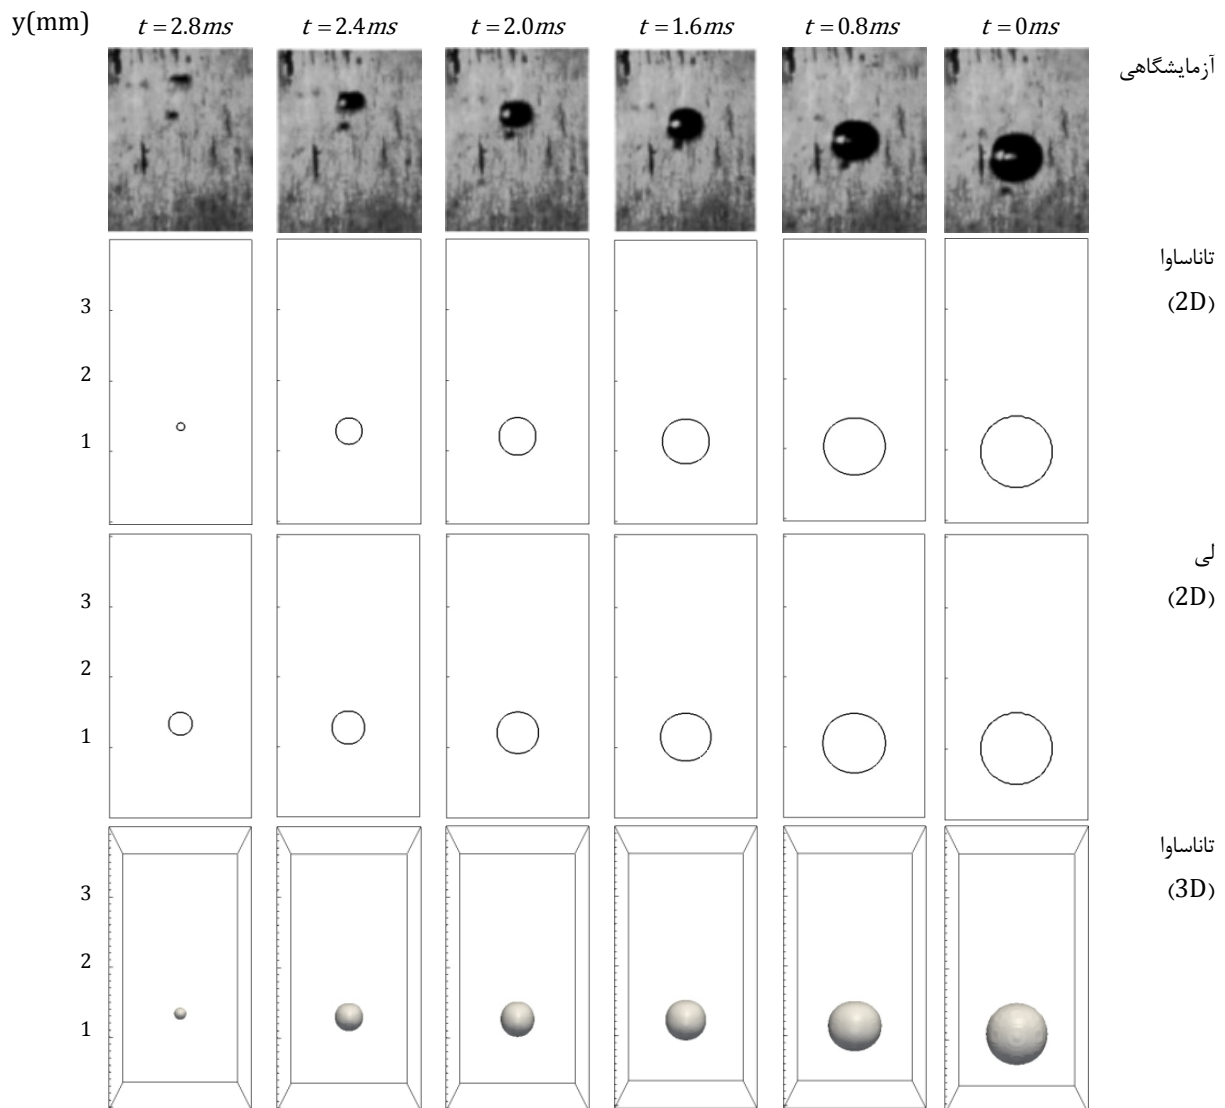 y(mm) t = 2.8ms t = 2.4ms t = 2.0ms t = 1.6ms t = 0.8ms t = 0ms
آزمایشگاهی
تاناساوا
(2D)
3
2
1
لی
(2D)
3
2
1
تاناساوا
(3D)
3
2
1